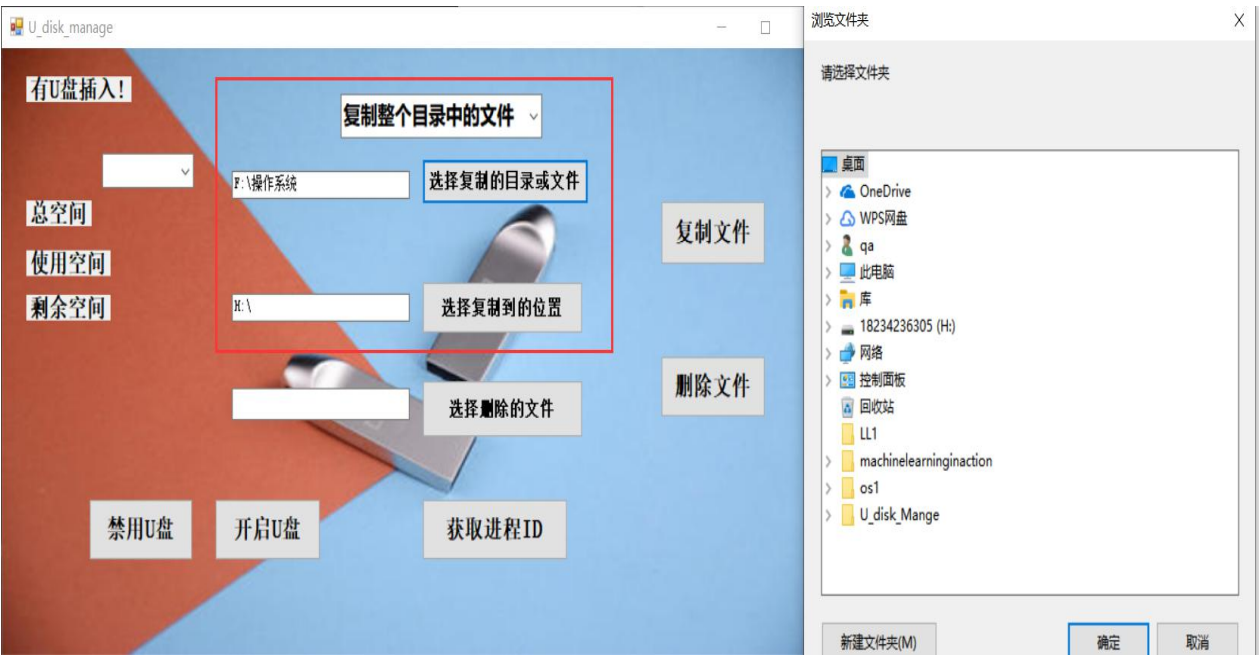 U_disk_manage
有U盘插入!
复制整个目录中的文件
F:\操作系统
选择复制的目录或文件
总空间
复制文件
使用空间
剩余空间
H:\
选择复制到的位置
删除文件
选择删除的文件
禁用U盘
开启U盘
获取进程ID
浏览文件夹
请选择文件夹
桌面
OneDrive
WPS网盘
qa
此电脑
库
18234236305 (H:)
网络
控制面板
回收站
LL1
machinelearninginaction
os1
U_disk_Mange
新建文件夹(M)
确定
取消